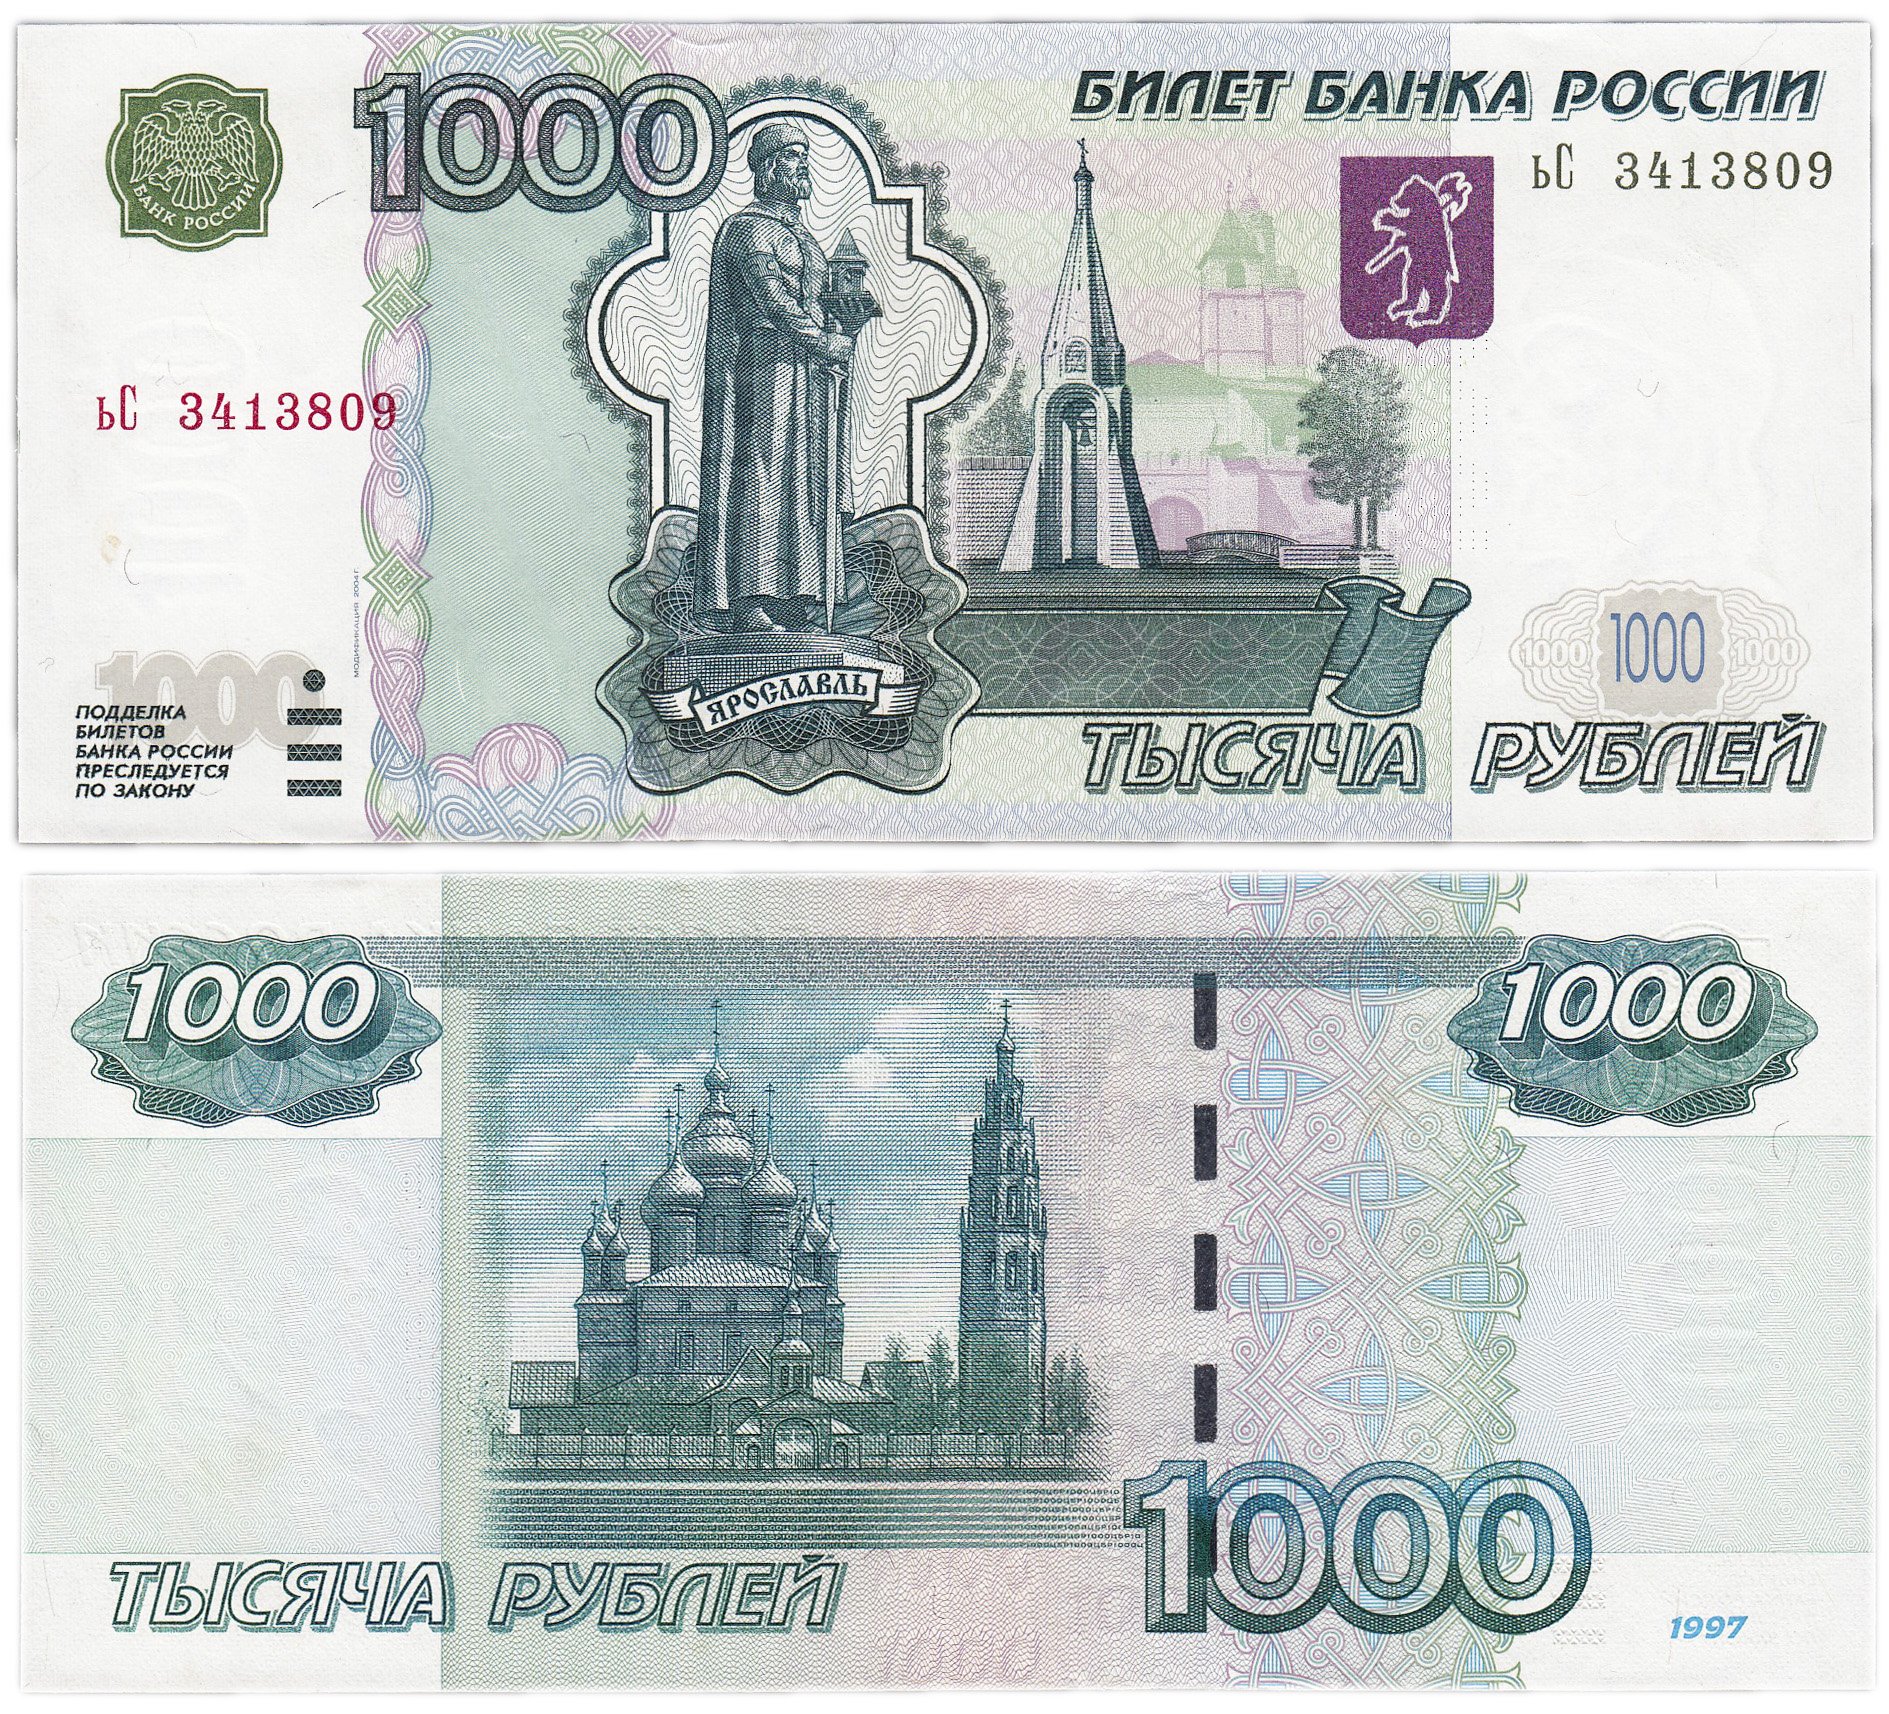 1000
БИЛЕТ БАНКА РОССИИ
ьС 3413809
БАНК РОССИИ
ьС 3413809
МОДИФИКАЦИЯ 2004 Г.
1000
ПОДДЕЛКА
БИЛЕТОВ
БАНКА РОССИИ
ПРЕСЛЕДУЕТСЯ
ПО ЗАКОНУ
ЯРОСЛАВЛЬ
1000 1000 1000
ТЫСЯЧА РУБЛЕЙ
1000
1000
1000
ТЫСЯЧА РУБЛЕЙ
1997